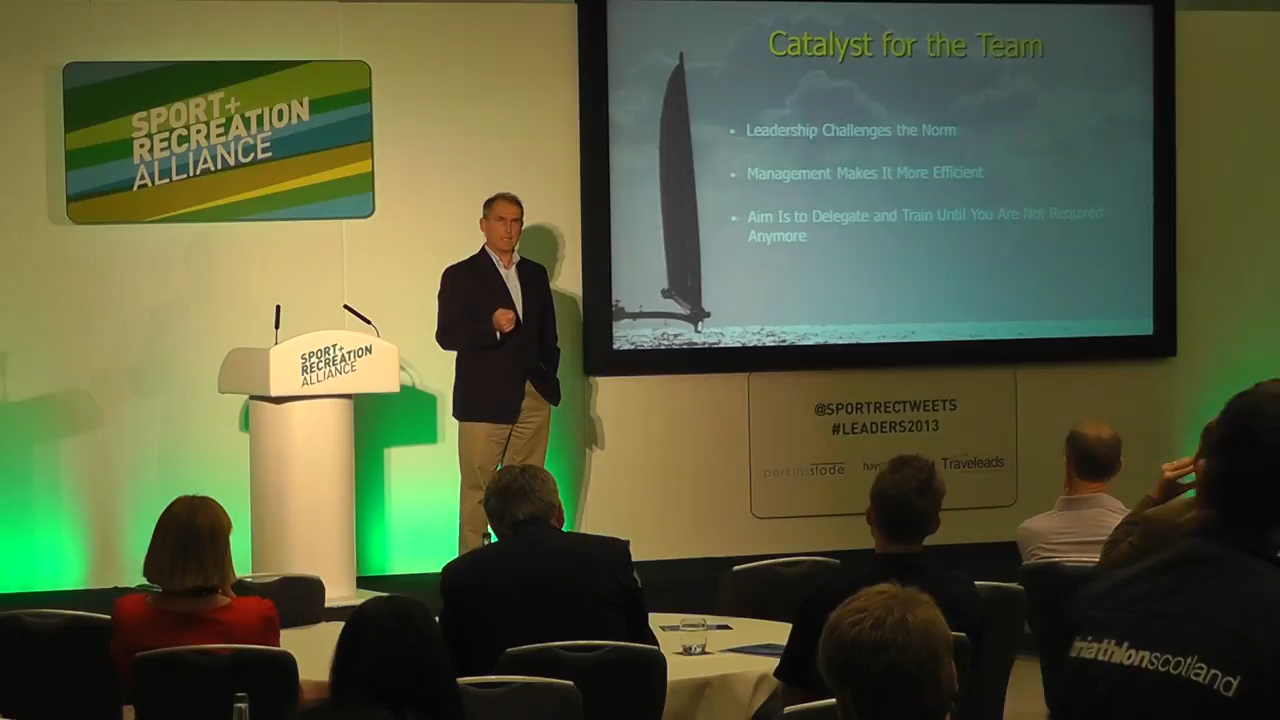 SPORT+
RECREATION
ALLIANCE
Catalyst for the Team
• Leadership Challenges the Norm
• Management Makes It More Efficient
• Aim Is to Delegate and Train Until You Are Not Required
Anymore
SPORT+
RECREATION
ALLIANCE
@SPORTRECTWEETS
#LEADERS2013
perkinsslade
Traveleads
triathlonscotland